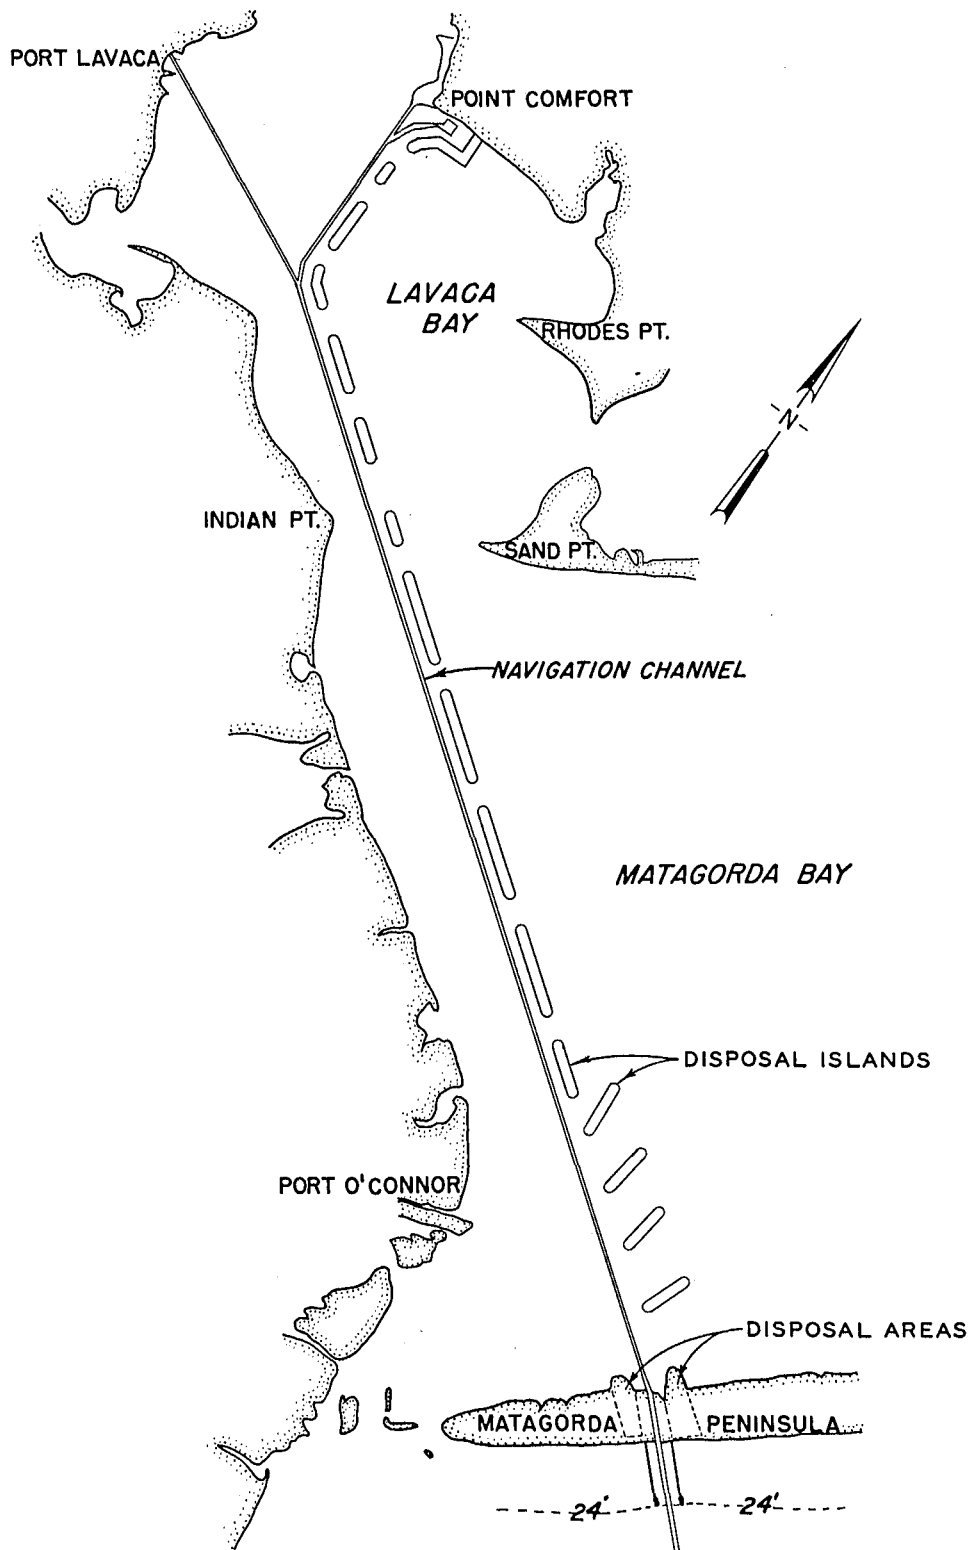 PORT LAVACA
POINT COMFORT
LAVACA
BAY
RHODES PT.
N
INDIAN PT.
SAND PT.
NAVIGATION CHANNEL
MATAGORDA BAY
DISPOSAL ISLANDS
PORT O'CONNOR
DISPOSAL AREAS
MATAGORDA PENINSULA
24' 24'